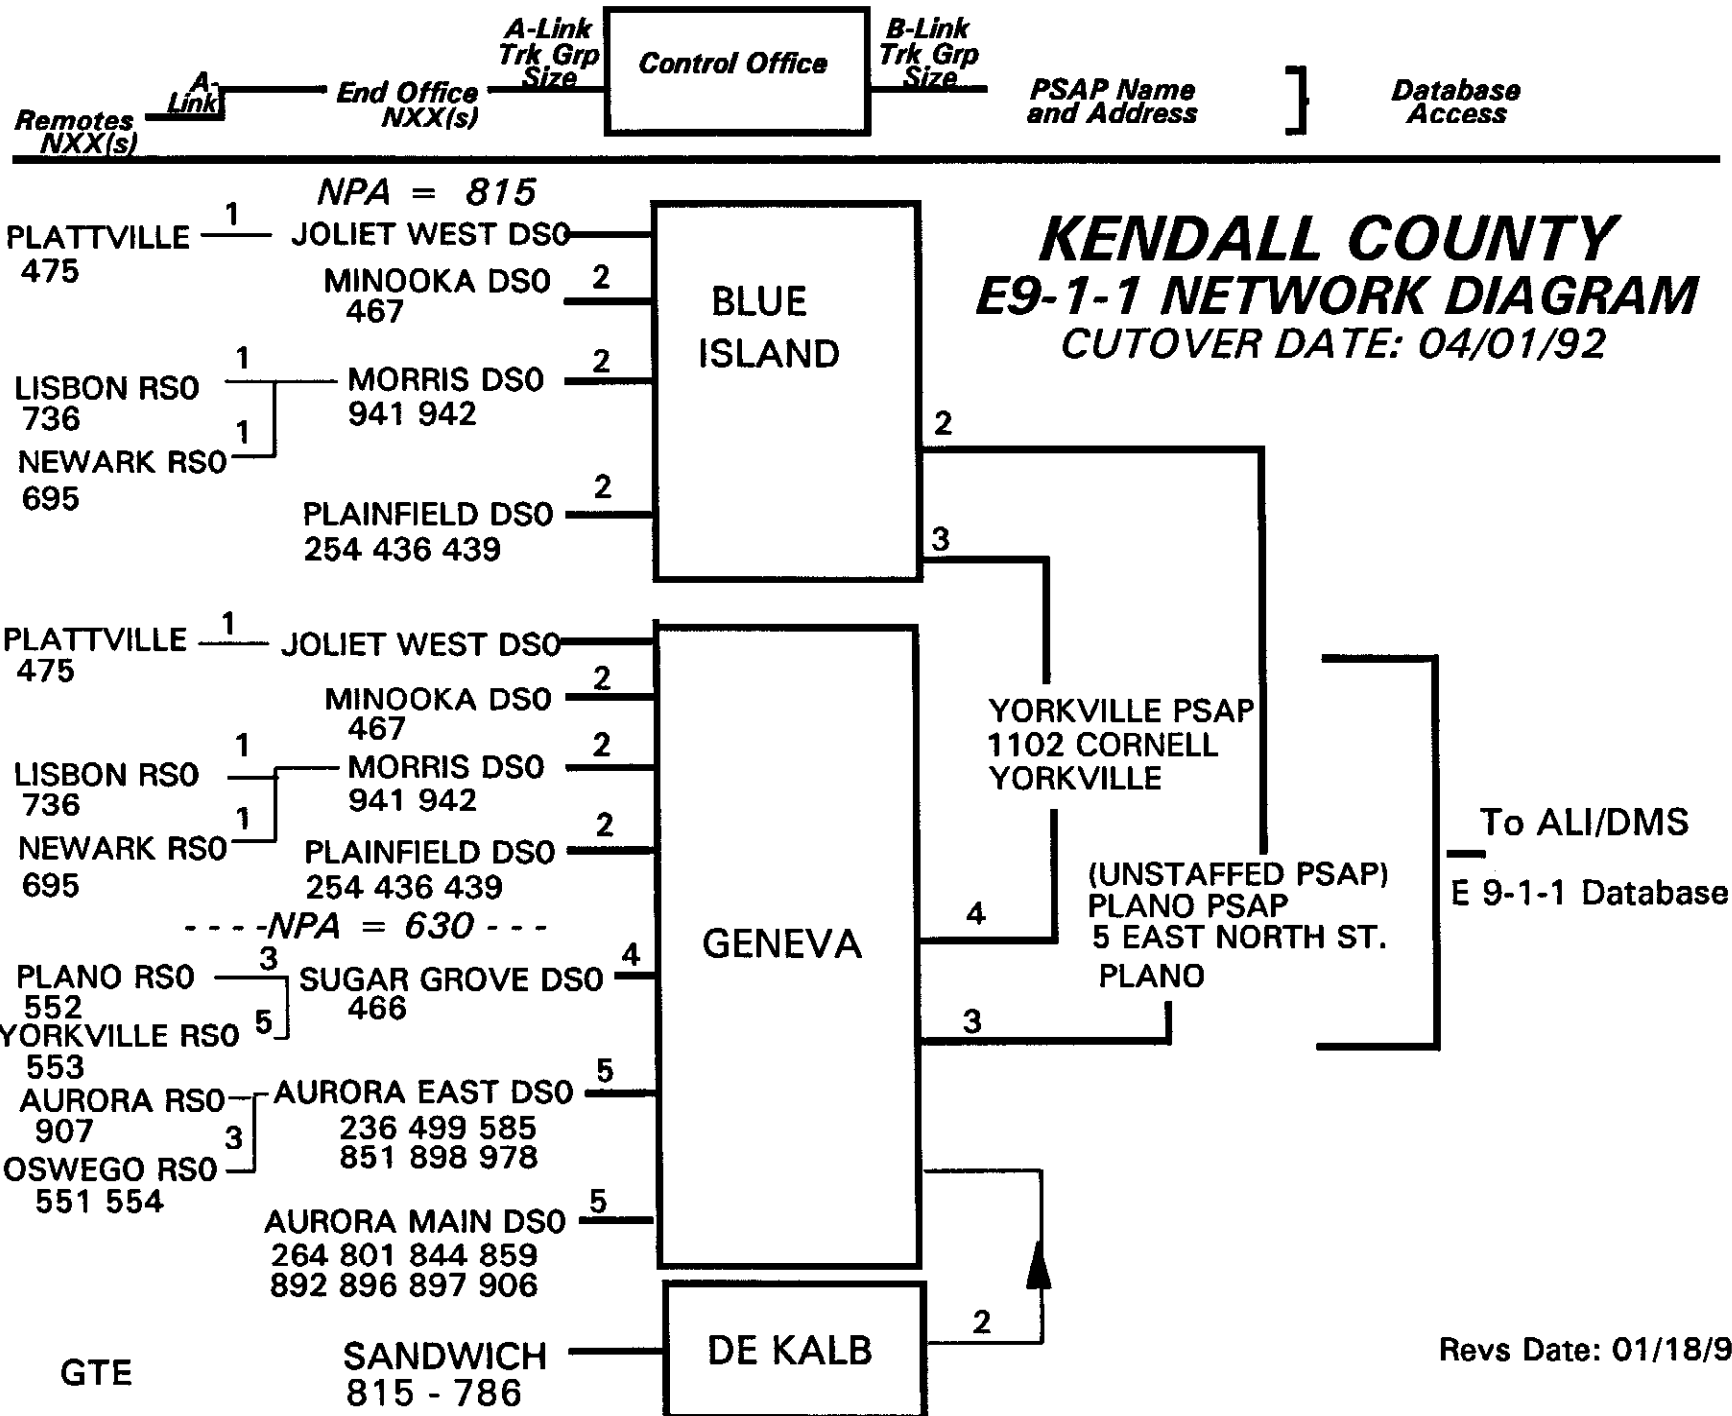 A-Link
Trk Grp
Size
Control Office
B-Link
Trk Grp
Size
A-
Link
End Office
NXX(s)
PSAP Name
and Address
Database
Access
Remotes
NXX(s)
NPA = 815
KENDALL COUNTY
E9-1-1 NETWORK DIAGRAM
CUTOVER DATE: 04/01/92
PLATTVILLE
475
1
JOLIET WEST DS0
MINOOKA DS0
467
2
BLUE
ISLAND
LISBON RS0
736
1
MORRIS DS0
941 942
2
NEWARK RS0
695
1
PLAINFIELD DS0
254 436 439
2
2
3
PLATTVILLE
475
1
JOLIET WEST DS0
MINOOKA DS0
467
2
LISBON RS0
736
1
MORRIS DS0
941 942
2
NEWARK RS0
695
1
PLAINFIELD DS0
254 436 439
2
----NPA = 630---
PLANO RS0
552
3
SUGAR GROVE DS0
466
4
YORKVILLE RS0
553
5
AURORA RS0
907
AURORA EAST DS0
236 499 585
851 898 978
5
OSWEGO RS0
551 554
3
AURORA MAIN DS0
264 801 844 859
892 896 897 906
5
GENEVA
YORKVILLE PSAP
1102 CORNELL
YORKVILLE
4
(UNSTAFFED PSAP)
PLANO PSAP
5 EAST NORTH ST.
PLANO
3
To ALI/DMS
E 9-1-1 Database
GTE
SANDWICH
815 - 786
DE KALB
2
Revs Date: 01/18/9